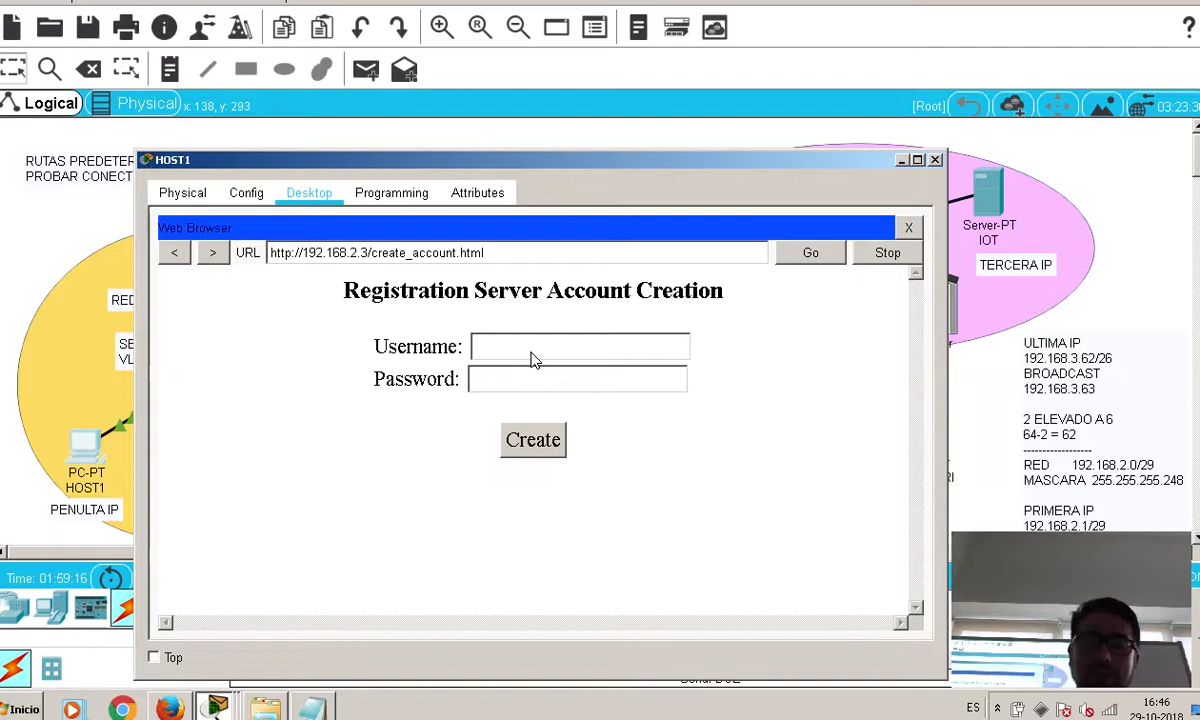 Logical
Physical
x: 138, y: 293
[Root]
03:23:3
RUTAS PREDETER
PROBAR CONECT
HOST1
Physical
Config
Desktop
Programming
Attributes
Web Browser
X
<
>
URL
http://192.168.2.3/create_account.html
Go
Stop
Registration Server Account Creation
Username:
Password:
Create
Top
RED
SE
VL
PC-PT
HOST1
PENULTA IP
Server-PT
IOT
TERCERA IP
ULTIMA IP
192.168.3.62/26
BROADCAST
192.168.3.63
2 ELEVADO A 6
64-2 = 62
------------------
RED 192.168.2.0/29
MASCARA 255.255.255.248
PRIMERA IP
192.168.2.1/29
Time: 01:59:16
Inicio
ES
16:46
29-10-2018